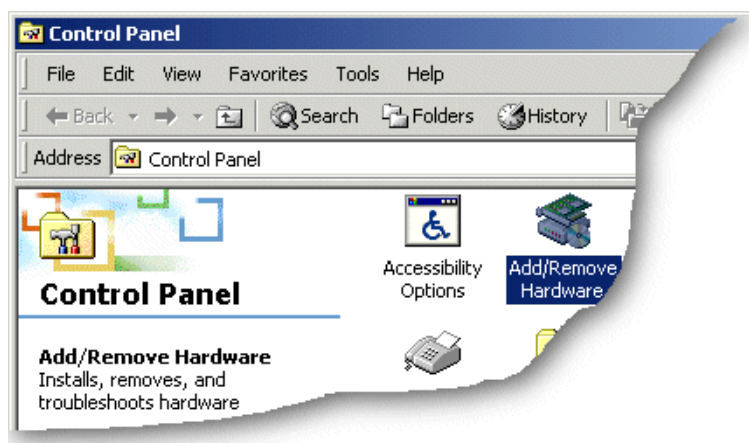 Control Panel
File Edit View Favorites Tools Help
Back Search Folders History
Address Control Panel
Accessibility Options
Add/Remove Hardware
Control Panel
Add/Remove Hardware
Installs, removes, and
troubleshoots hardware